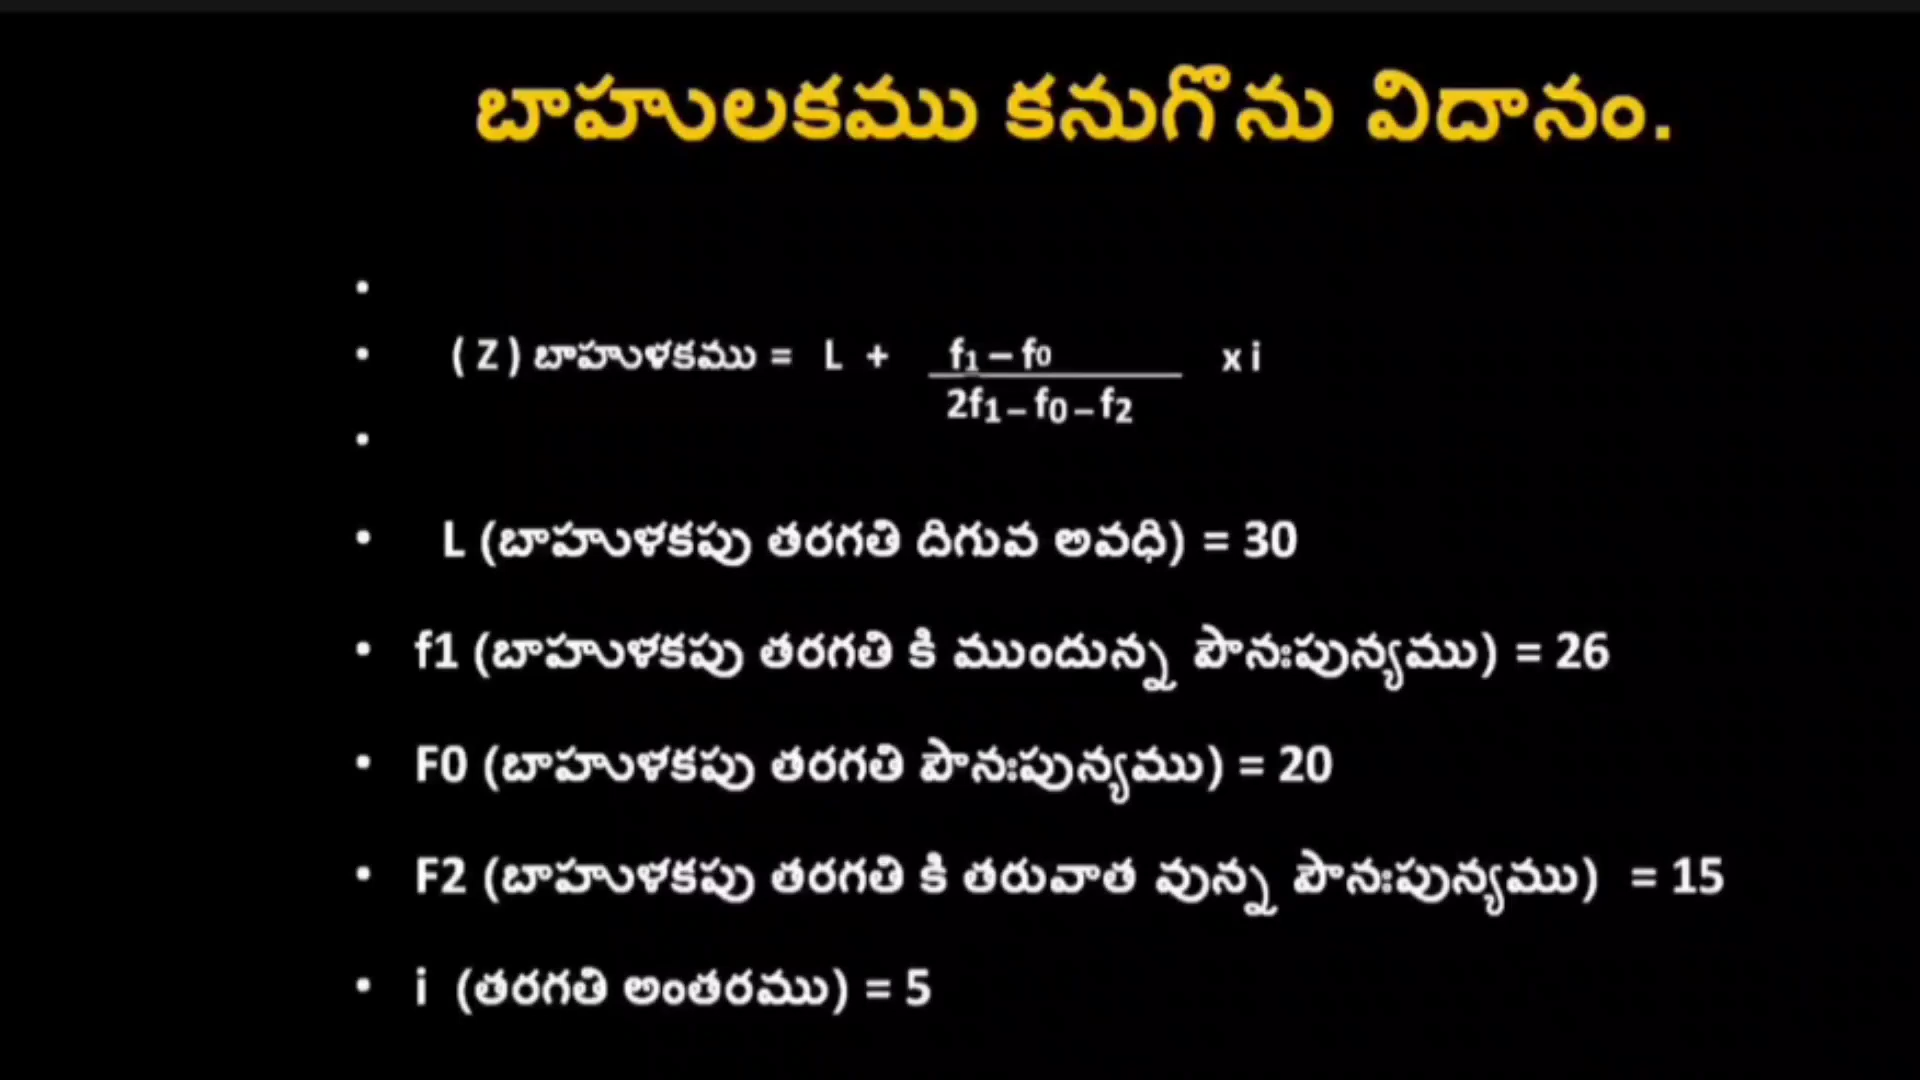 బాహులకము కనుగొను విదానం.
•
• ( Z ) బాహుళకము = L + f1 – f0 x i
2f1 – f0 – f2
•
• L (బాహుళకపు తరగతి దిగువ అవధి) = 30
• f1 (బాహుళకపు తరగతి కి ముందున్న పౌనఃపున్యము) = 26
• F0 (బాహుళకపు తరగతి పౌనఃపున్యము) = 20
• F2 (బాహుళకపు తరగతి కి తరువాత వున్న పౌనఃపున్యము) = 15
• i (తరగతి అంతరము) = 5